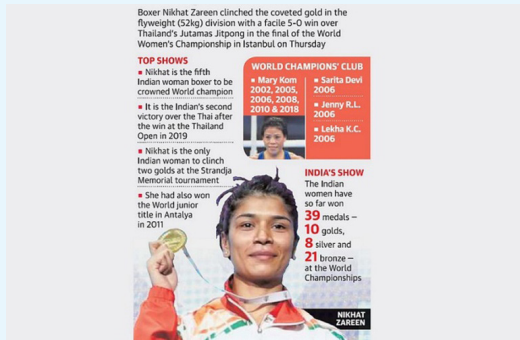 Boxer Nikhat Zareen clinched the coveted gold in the
flyweight (52kg) division with a facile 5-0 win over
Thailand's Jutamas Jitpong in the final of the World
Women's Championship in Istanbul on Thursday
TOP SHOWS
Nikhat is the fifth
Indian woman boxer to be
crowned World champion
It is the Indian's second
victory over the Thai after
the win at the Thailand
Open in 2019
Nikhat is the only
Indian woman to clinch
two golds at the Strandja
Memorial tournament
She had also won
the World junior
title in Antalya
in 2011
WORLD CHAMPIONS' CLUB
Mary Kom
2002, 2005,
2006, 2008,
2010 & 2018
Sarita Devi
2006
Jenny R.L.
2006
Lekha K.C.
2006
INDIA'S SHOW
The Indian
women have
so far won
39 medals –
10 golds,
8 silver and
21 bronze –
at the World
Championships
NIKHAT
ZAREEN